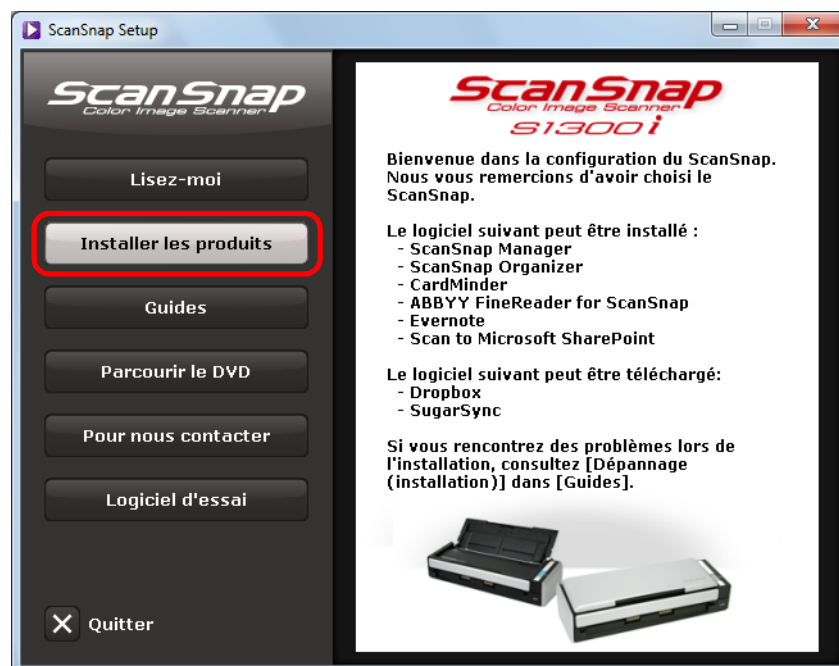 ScanSnap Setup
ScanSnap
Color Image Scanner
Lisez-moi
Installer les produits
Guides
Parcourir le DVD
Pour nous contacter
Logiciel d'essai
Quitter
ScanSnap
Color Image Scanner
S1300i
Bienvenue dans la configuration du ScanSnap.
Nous vous remercions d'avoir choisi le
ScanSnap.
Le logiciel suivant peut être installé :
- ScanSnap Manager
- ScanSnap Organizer
- CardMinder
- ABBYY FineReader for ScanSnap
- Evernote
- Scan to Microsoft SharePoint
Le logiciel suivant peut être téléchargé:
- Dropbox
- SugarSync
Si vous rencontrez des problèmes lors de
l'installation, consultez [Dépannage
(installation)] dans [Guides].